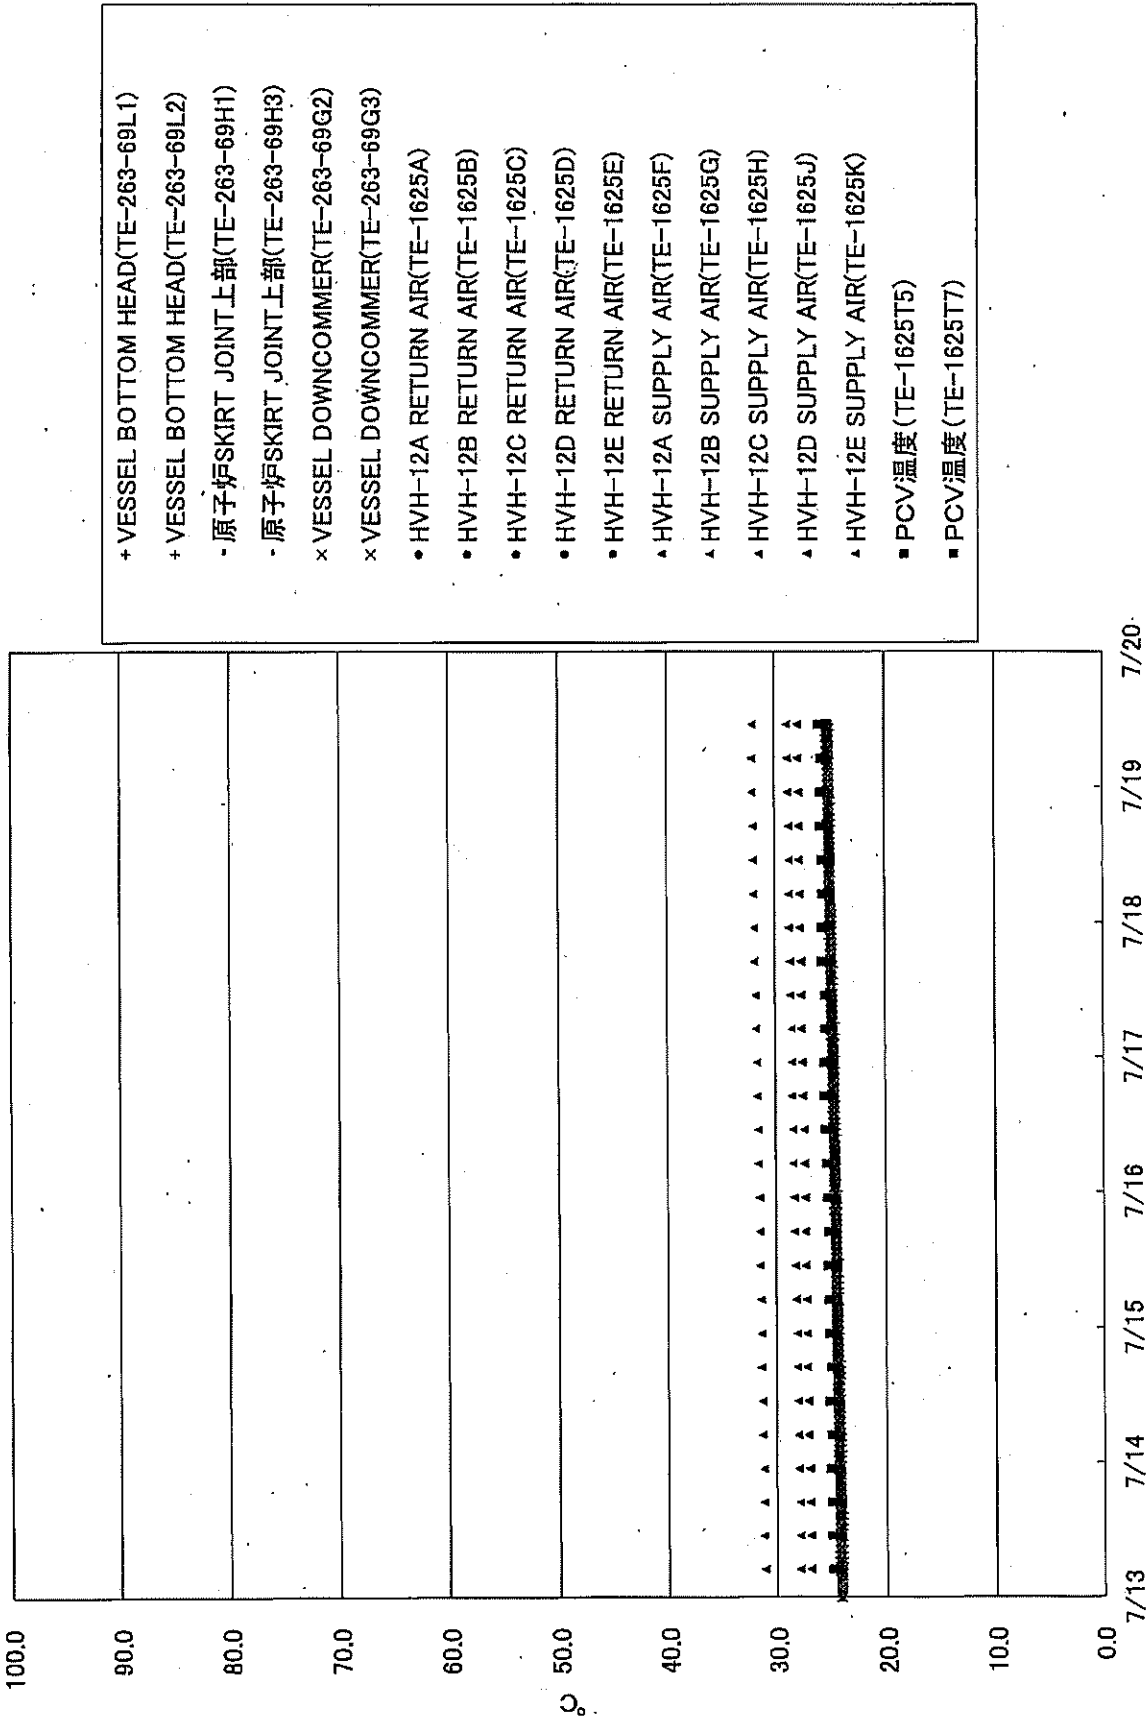 100.0
90.0
80.0
70.0
60.0
50.0
40.0
30.0
20.0
10.0
0.0
℃
7/13
7/14
7/15
7/16
7/17
7/18
7/19
7/20
+ VESSEL BOTTOM HEAD(TE-263-69L1)
+ VESSEL BOTTOM HEAD(TE-263-69L2)
- 原子炉SKIRT JOINT上部(TE-263-69H1)
- 原子炉SKIRT JOINT上部(TE-263-69H3)
× VESSEL DOWNCOMMER(TE-263-69G2)
× VESSEL DOWNCOMMER(TE-263-69G3)
● HVH-12A RETURN AIR(TE-1625A)
● HVH-12B RETURN AIR(TE-1625B)
● HVH-12C RETURN AIR(TE-1625C)
● HVH-12D RETURN AIR(TE-1625D)
● HVH-12E RETURN AIR(TE-1625E)
▲ HVH-12A SUPPLY AIR(TE-1625F)
▲ HVH-12B SUPPLY AIR(TE-1625G)
▲ HVH-12C SUPPLY AIR(TE-1625H)
▲ HVH-12D SUPPLY AIR(TE-1625J)
▲ HVH-12E SUPPLY AIR(TE-1625K)
■ PCV温度(TE-1625T5)
■ PCV温度(TE-1625T7)